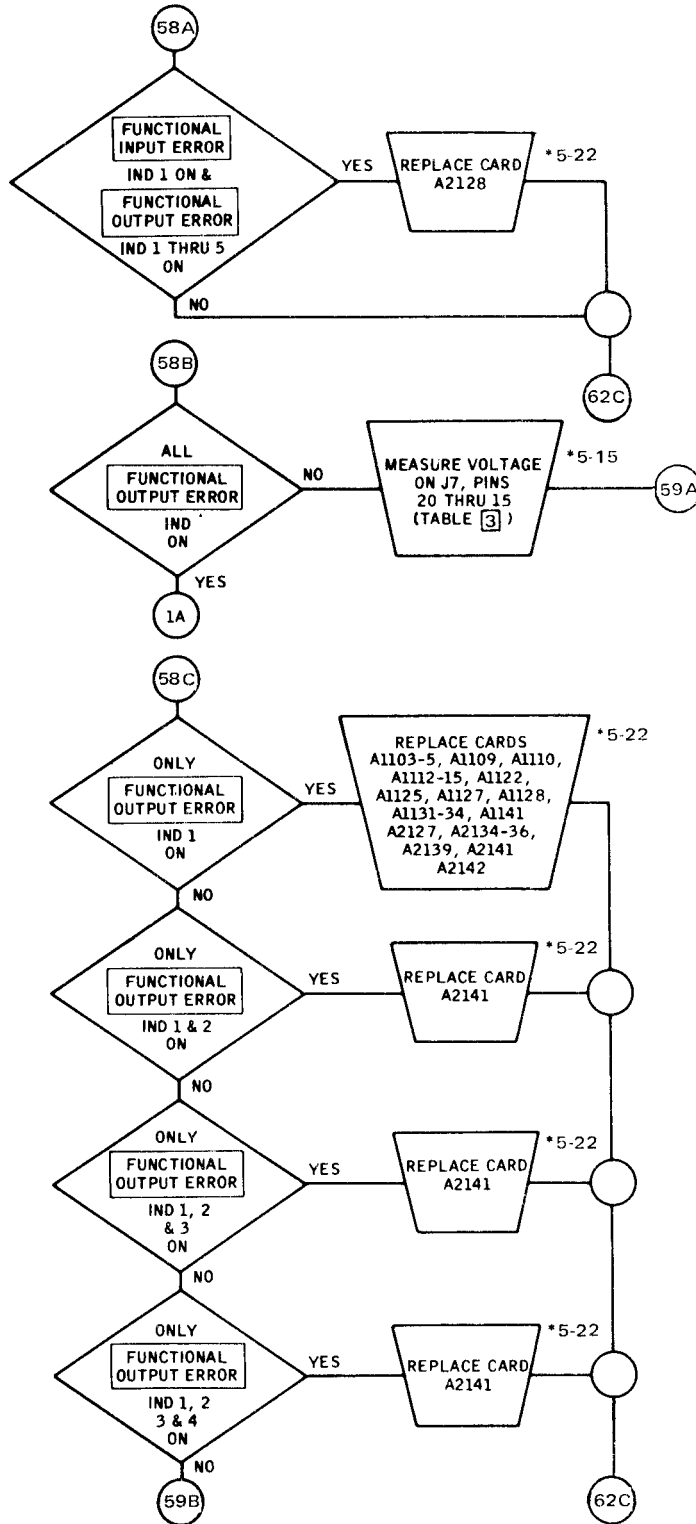 58A
FUNCTIONAL
INPUT ERROR
IND 1 ON &
FUNCTIONAL
OUTPUT ERROR
IND 1 THRU 5
ON
YES
REPLACE CARD
A2128
*5-22
NO
62C
58B
ALL
FUNCTIONAL
OUTPUT ERROR
IND
ON
NO
MEASURE VOLTAGE
ON J7, PINS
20 THRU 15
(TABLE 3 )
*5-15
59A
YES
1A
58C
ONLY
FUNCTIONAL
OUTPUT ERROR
IND 1
ON
YES
REPLACE CARDS
A1103-5, A1109, A1110,
A1112-15, A1122,
A1125, A1127, A1128,
A1131-34, A1141
A2127, A2134-36,
A2139, A2141
A2142
*5-22
NO
ONLY
FUNCTIONAL
OUTPUT ERROR
IND 1 & 2
ON
YES
REPLACE CARD
A2141
*5-22
NO
ONLY
FUNCTIONAL
OUTPUT ERROR
IND 1, 2
& 3
ON
YES
REPLACE CARD
A2141
*5-22
NO
ONLY
FUNCTIONAL
OUTPUT ERROR
IND 1, 2
3 & 4
ON
YES
REPLACE CARD
A2141
*5-22
NO
59B
62C